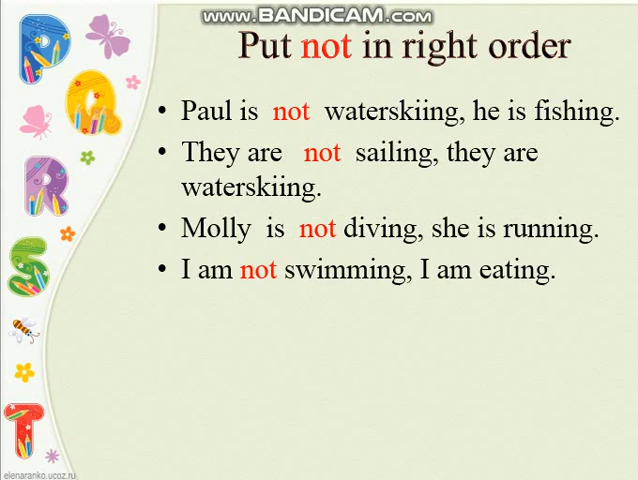 www.BANDICAM.com
Put not in right order
• Paul is not waterskiing, he is fishing.
• They are not sailing, they are
waterskiing.
• Molly is not diving, she is running.
• I am not swimming, I am eating.
P
Q
R
S
T
elenaranko.ucoz.ru